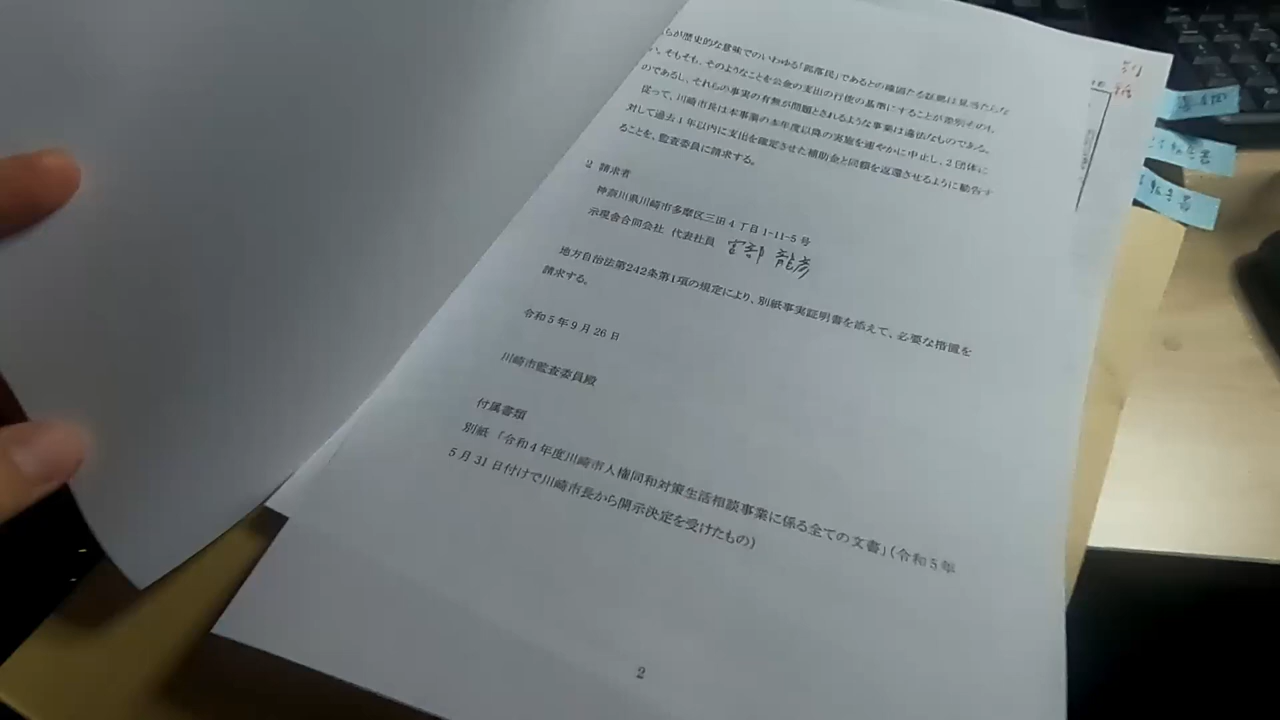 らが歴史的な意味でのいわゆる「部落民」であるとの確固たる証拠は見当たらな
い。そもそも、そのようなことを公金の支出の行使の基準にすることが差別そのも
のであるし、それらの事実の有無が問題とされるような事業は違法なものである。
従って、川崎市長は本事業の本年度以降の実施を速やかに中止し、2団体に
対して過去1年以内に支出を確定させた補助金と同額を返還させるように勧告す
ることを、監査委員に請求する。
2 請求者
神奈川県川崎市多摩区三田4丁目1-11-5号
示現舎合同会社 代表社員 宮部 龍彦
地方自治法第242条第1項の規定により、別紙事実証明書を添えて、必要な措置を
請求する。
令和5年9月26日
川崎市監査委員殿
付属書類
別紙「令和4年度川崎市人権同和対策生活相談事業に係る全ての文書」(令和5年
5月31日付けで川崎市長から開示決定を受けたもの)
2